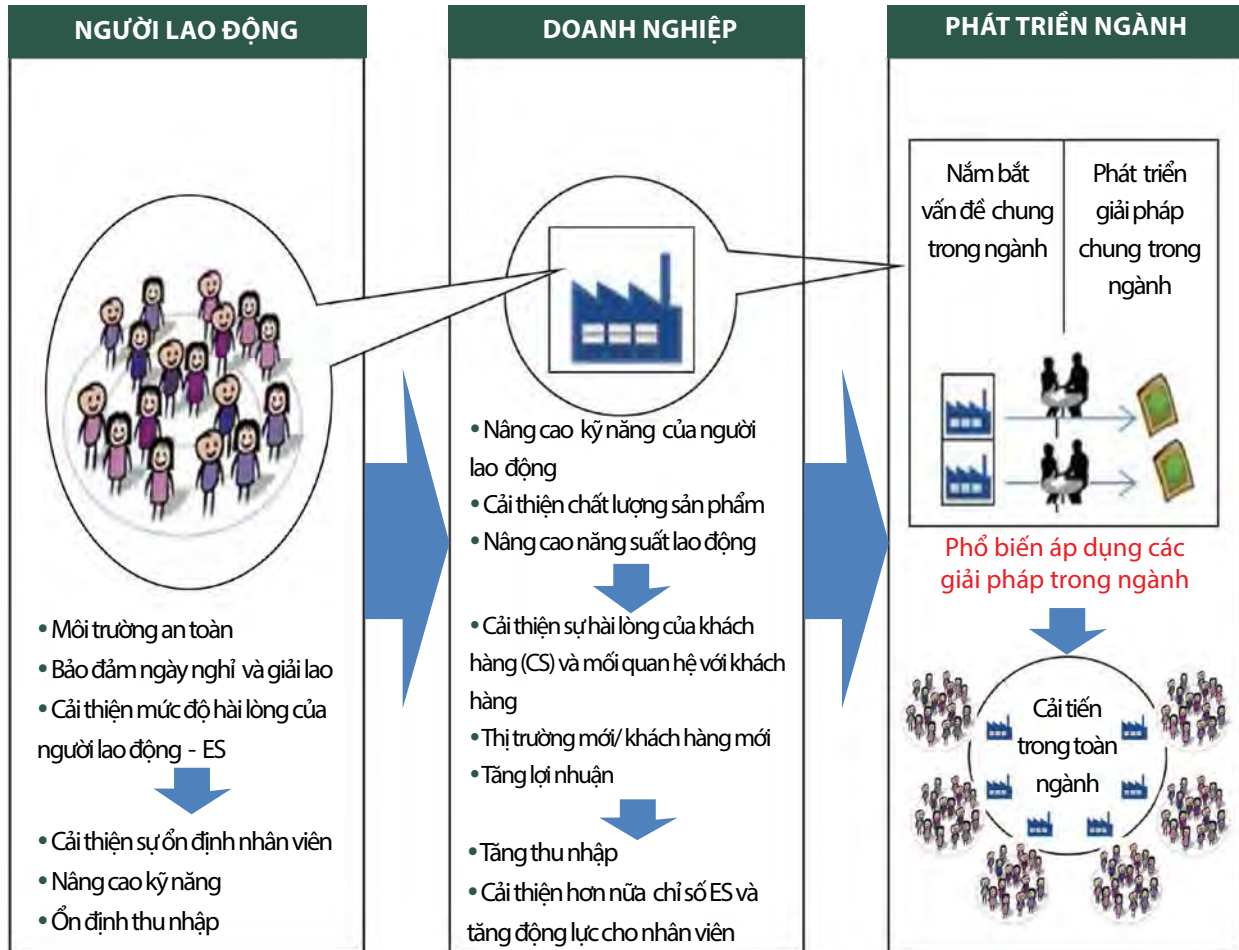 NGƯỜI LAO ĐỘNG
• Môi trường an toàn
• Bảo đảm ngày nghỉ và giải lao
• Cải thiện mức độ hài lòng của
người lao động - ES
• Cải thiện sự ổn định nhân viên
• Nâng cao kỹ năng
• Ổn định thu nhập
DOANH NGHIỆP
• Nâng cao kỹ năng của người
lao động
• Cải thiện chất lượng sản phẩm
• Nâng cao năng suất lao động
• Cải thiện sự hài lòng của khách
hàng (CS) và mối quan hệ với khách
hàng
• Thị trường mới/ khách hàng mới
• Tăng lợi nhuận
• Tăng thu nhập
• Cải thiện hơn nữa chỉ số ES và
tăng động lực cho nhân viên
PHÁT TRIỀN NGÀNH
Nắm bắt
vấn đề chung
trong ngành
Phát triển
giải pháp
chung trong
ngành
Phổ biến áp dụng các
giải pháp trong ngành
Cải tiến
trong toàn
ngành